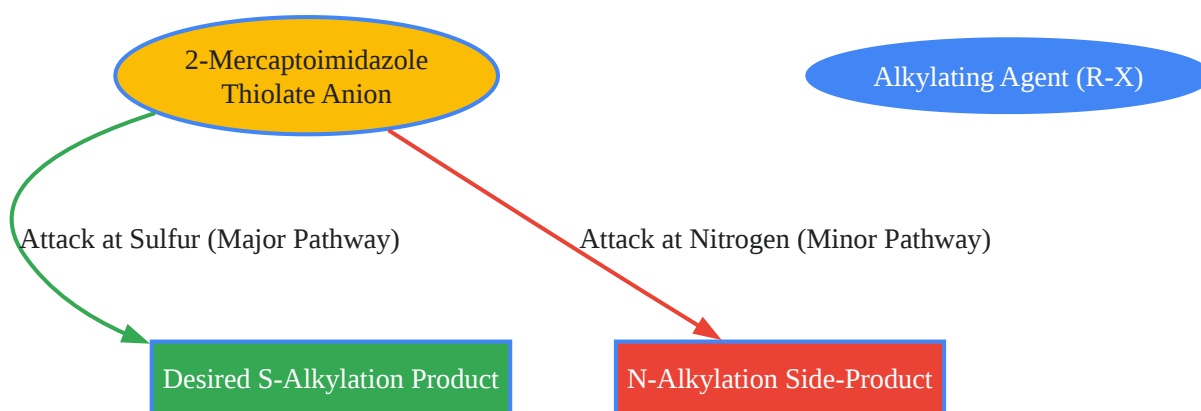 2-Mercaptoimidazole
Thiolate Anion
Alkylating Agent (R-X)
Attack at Sulfur (Major Pathway)
Attack at Nitrogen (Minor Pathway)
Desired S-Alkylation Product
N-Alkylation Side-Product